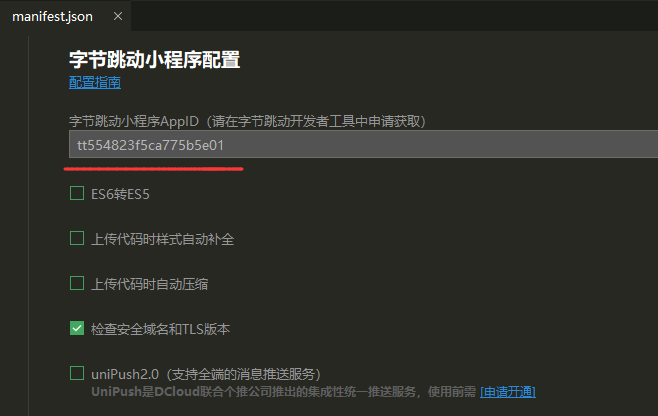 manifest.json ×
字节跳动小程序配置
配置指南
字节跳动小程序AppID（请在字节跳动开发者工具中申请获取）
tt554823f5ca775b5e01
ES6转ES5
上传代码时样式自动补全
上传代码时自动压缩
检查安全域名和TLS版本
uniPush2.0（支持全端的消息推送服务）
UniPush是DCloud联合个推公司推出的集成性统一推送服务，使用前需 [申请开通]